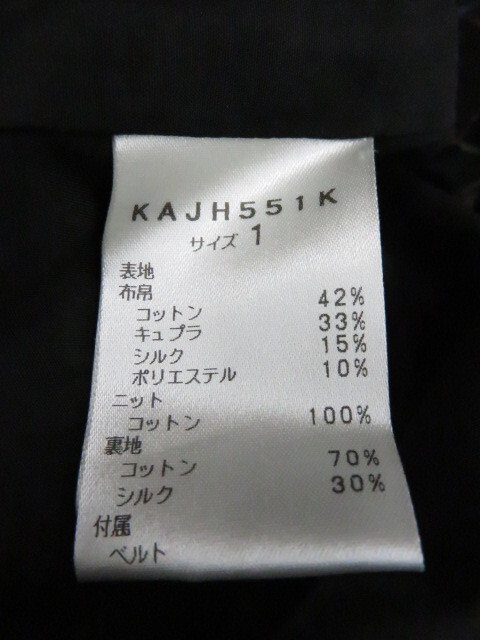 KAJH551K
サイズ 1
表地
布帛
コットン 42%
キュプラ 33%
シルク 15%
ポリエステル 10%
ニット
コットン 100%
裏地
コットン 70%
シルク 30%
付属
ベルト